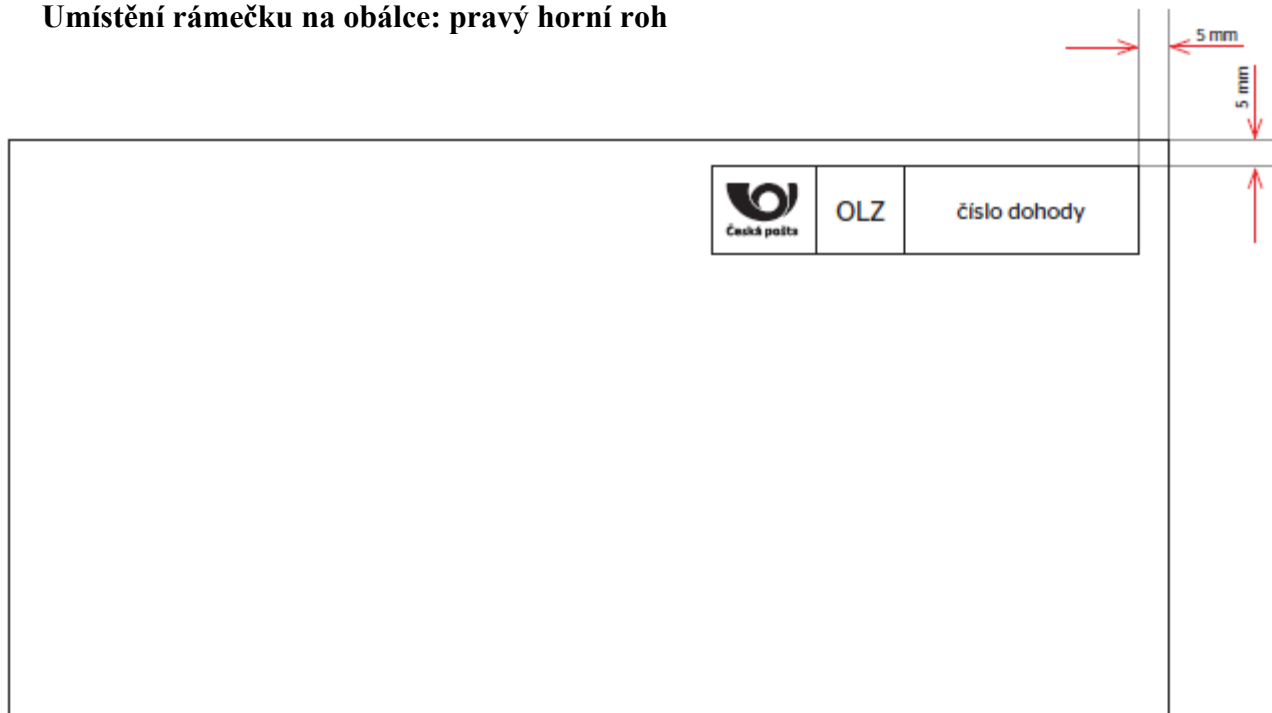 Umístění rámečku na obálce: pravý horní roh
5 mm
5 mm
Česká pošta
OLZ
číslo dohody